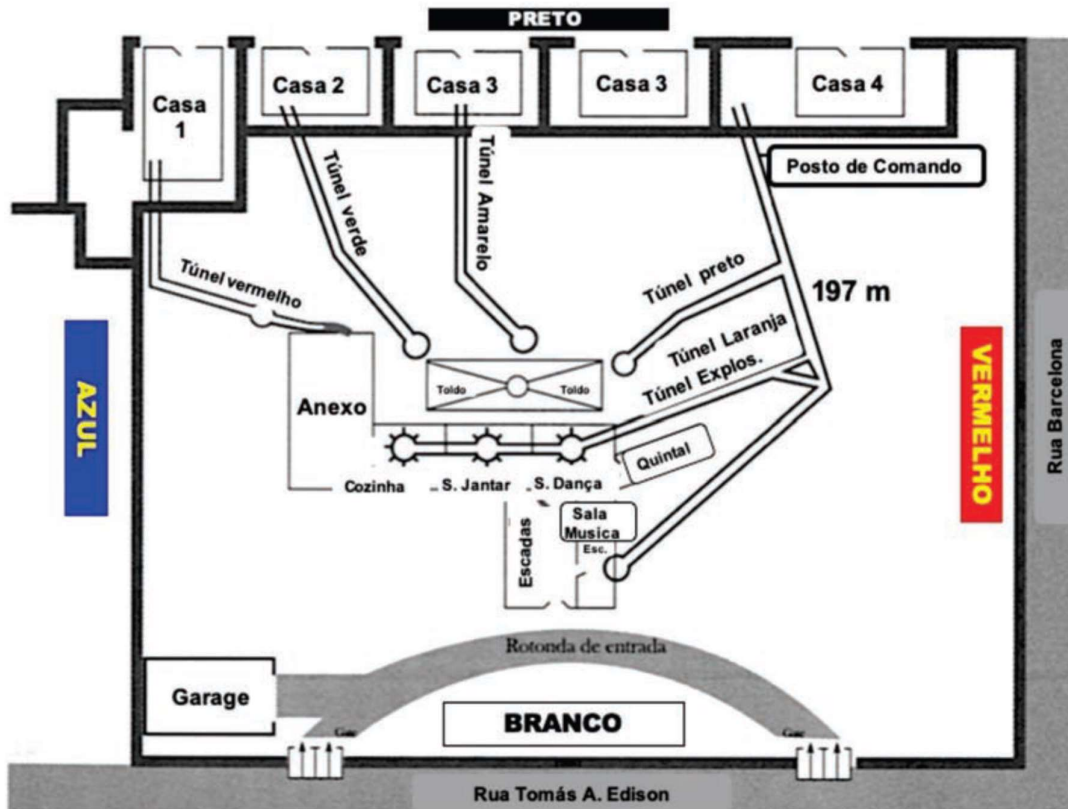 PRETO
Casa
1
Casa 2
Casa 3
Casa 3
Casa 4
Posto de Comando
Túnel verde
Túnel Amarelo
Túnel preto
Túnel vermelho
197 m
Túnel Laranja
Túnel Explos.
AZUL
VERMELHO
Rua Barcelona
Toldo
Toldo
Anexo
Quintal
Cozinha
S. Jantar
S. Dança
Sala
Musica
Esc.
Escadas
Rotonda de entrada
Garage
BRANCO
Rua Tomás A. Edison